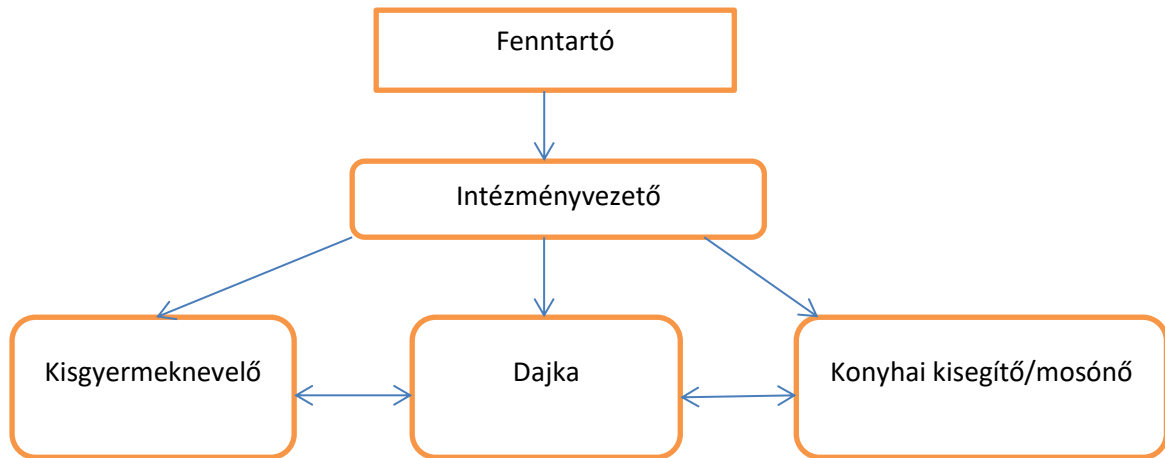 Fenntartó
Intézményvezető
Kisgyermeknevelő
Dajka
Konyhai kisegítő/mosónő